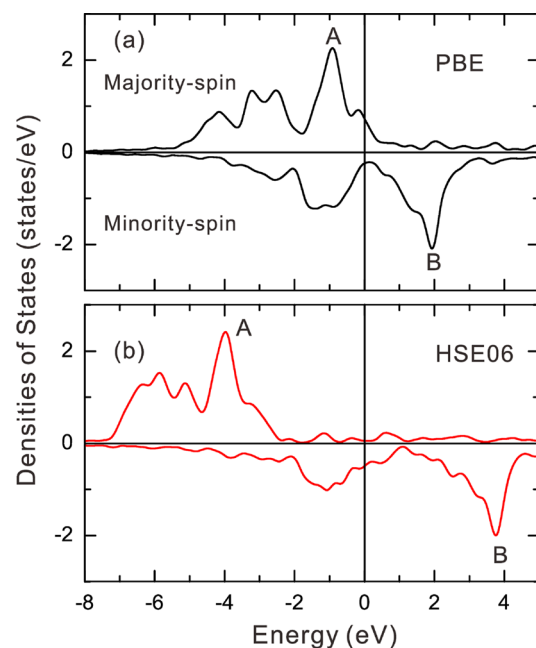 (a)
A
PBE
Majority-spin
2
0
Minority-spin
-2
B
Densities of States (states/eV)
(b)
A
HSE06
2
0
-2
B
-8 -6 -4 -2 0 2 4
Energy (eV)